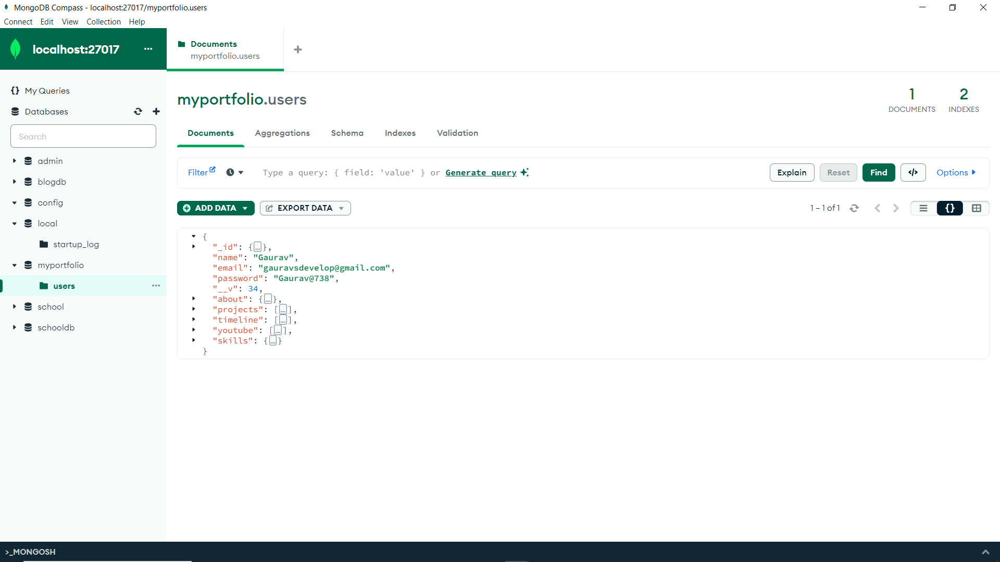 MongoDB Compass - localhost:27017/myportfolio.users
Connect Edit View Collection Help
localhost:27017 ...
Documents
myportfolio.users
My Queries
Databases
Search
admin
blogdb
config
local
startup_log
myportfolio
users
school
schooldb
myportfolio.users
1
DOCUMENTS
2
INDEXES
Documents Aggregations Schema Indexes Validation
Filter Type a query: { field: 'value' } or Generate query Explain Reset Find </> Options
ADD DATA EXPORT DATA 1 – 1 of 1 {}
{
"_id": {...},
"name": "Gaurav",
"email": "gauravsdevelop@gmail.com",
"password": "Gaurav@738",
"__v": 34,
"about": {...},
"projects": [...],
"timeline": [...],
"youtube": [...],
"skills": {...}
}
>_MONGOSH